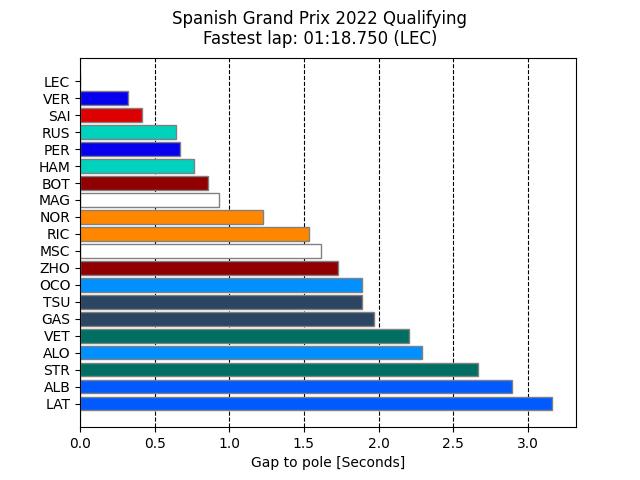 Spanish Grand Prix 2022 Qualifying
Fastest lap: 01:18.750 (LEC)
LEC
VER
SAI
RUS
PER
HAM
BOT
MAG
NOR
RIC
MSC
ZHO
OCO
TSU
GAS
VET
ALO
STR
ALB
LAT
0.0 0.5 1.0 1.5 2.0 2.5 3.0
Gap to pole [Seconds]